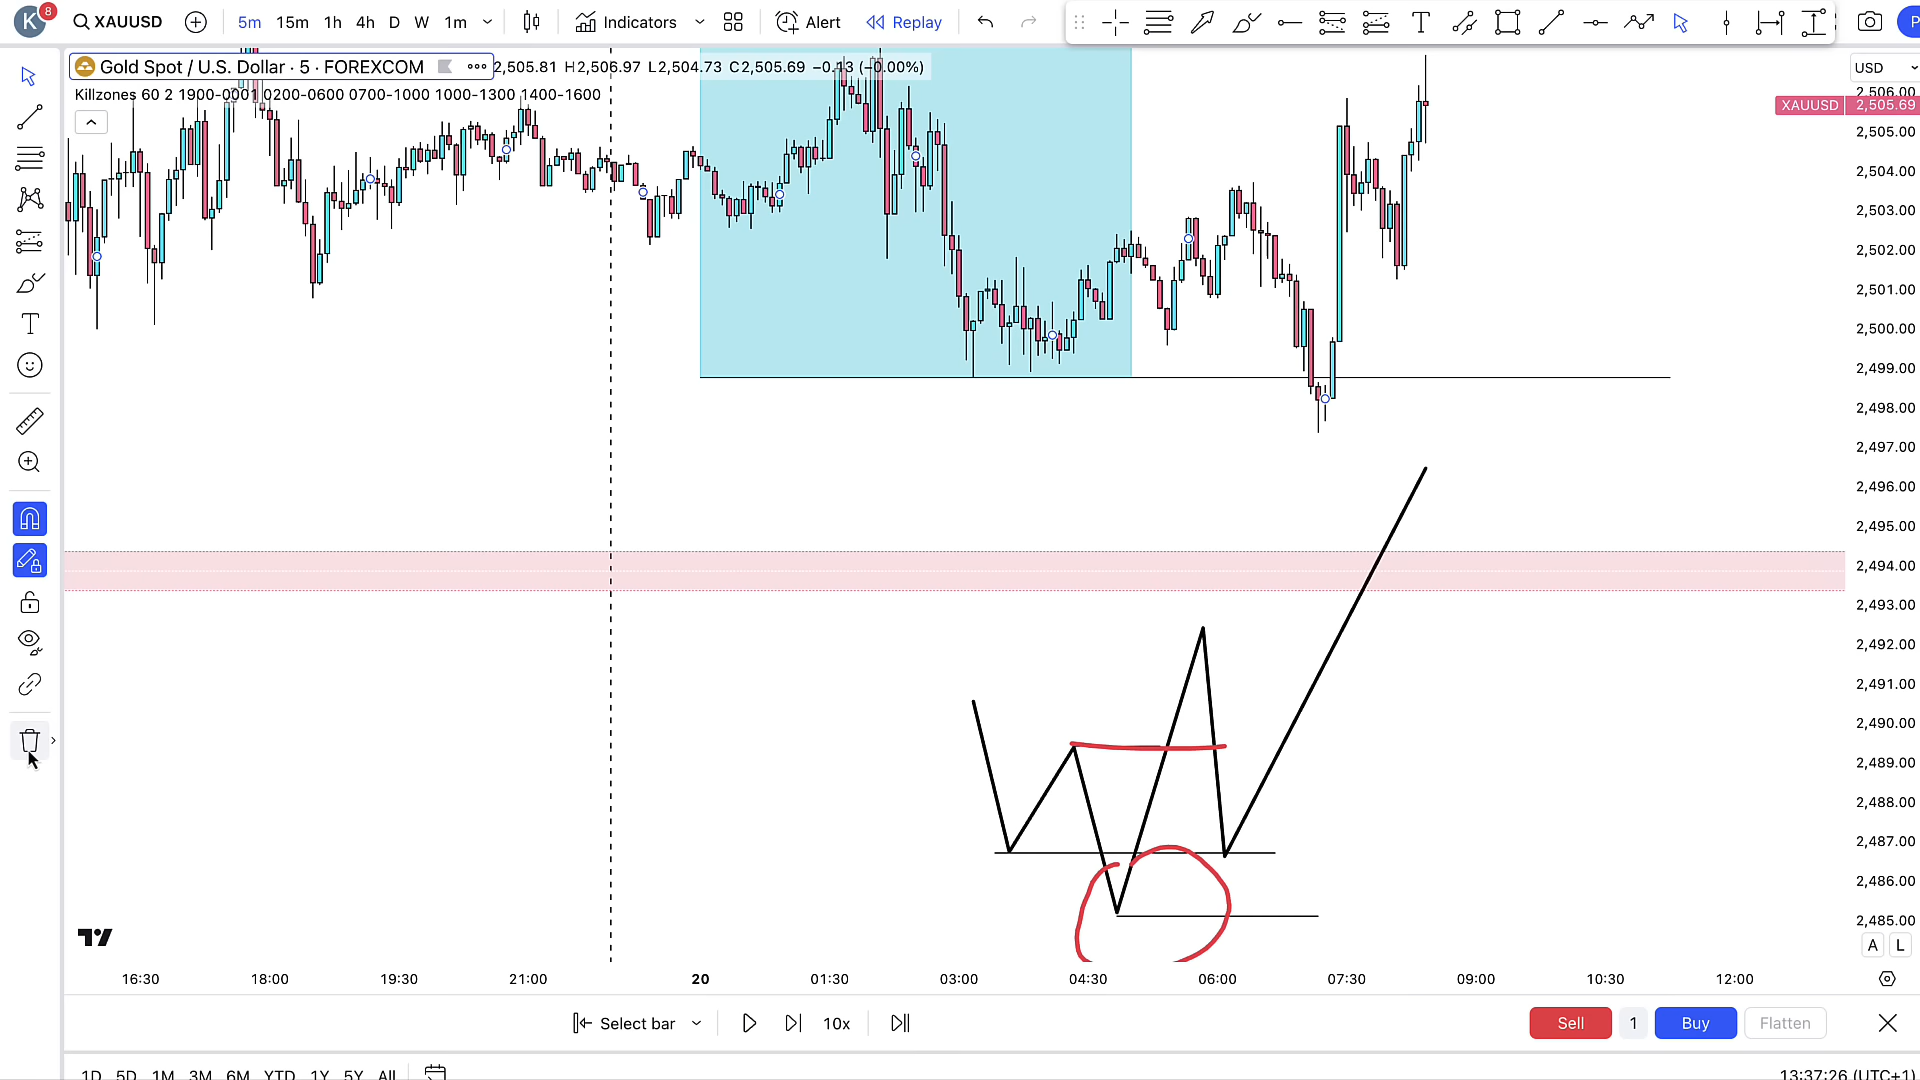 K 8 XAUUSD 5m 15m 1h 4h D W 1m Indicators Alert Replay P
Gold Spot / U.S. Dollar · 5 · FOREXCOM 2,505.81 H2,506.97 L2,504.73 C2,505.69 −0.13 (−0.00%)
USD
Killzones 60 2 1900-0001 0200-0600 0700-1000 1000-1300 1400-1600
2,506.00
XAUUSD 2,505.69
2,505.00
2,504.00
2,503.00
2,502.00
2,501.00
2,500.00
2,499.00
2,498.00
2,497.00
2,496.00
2,495.00
2,494.00
2,493.00
2,492.00
2,491.00
2,490.00
2,489.00
2,488.00
2,487.00
2,486.00
2,485.00
A L
16:30 18:00 19:30 21:00 20 01:30 03:00 04:30 06:00 07:30 09:00 10:30 12:00
Select bar 10x Sell 1 Buy Flatten
1D 5D 1M 3M 6M YTD 1Y 5Y All 13:37:26 (UTC+1)